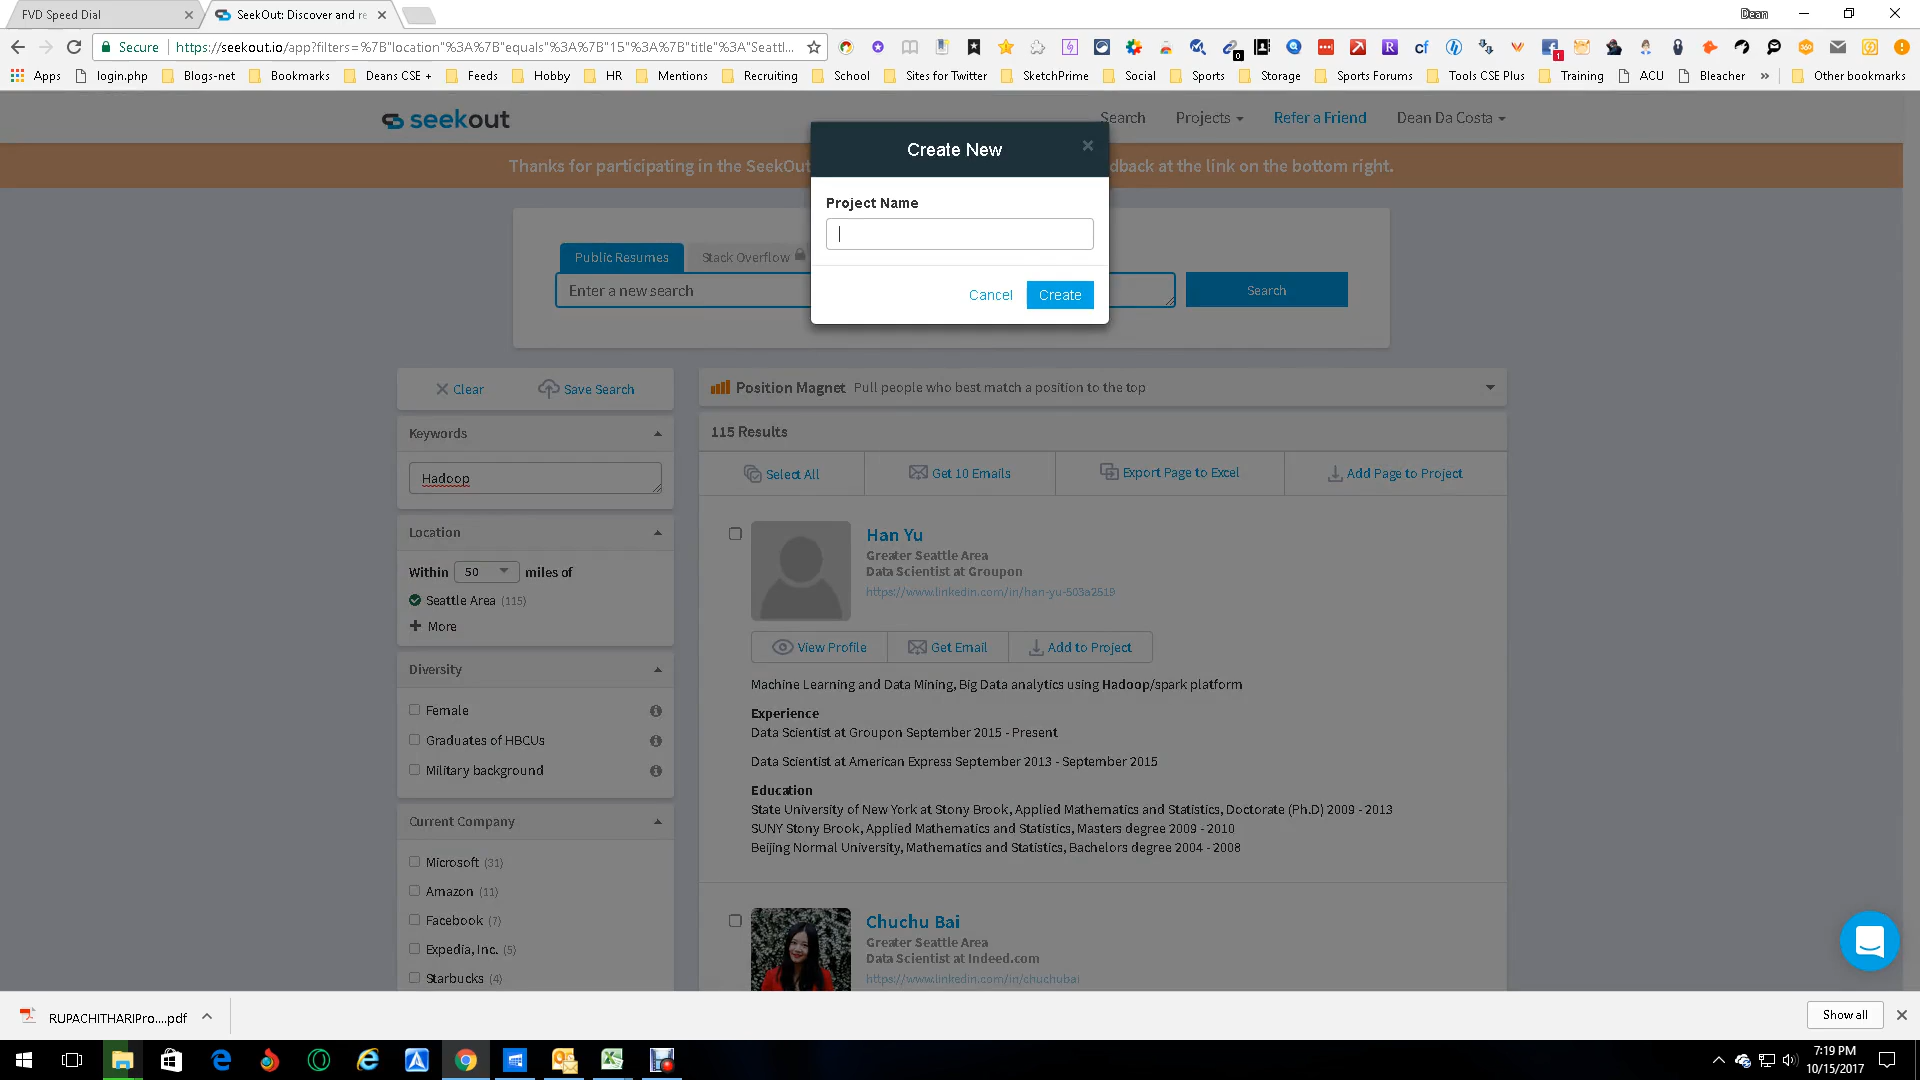 FVD Speed Dial
SeekOut: Discover and re
Dean
Secure
https://seekout.io/app?filters=%7B"location"%3A%7B"equals"%3A%7B"15"%3A%7B"title"%3A"Seattl...
Apps
login.php
Blogs-net
Bookmarks
Deans CSE +
Feeds
Hobby
HR
Mentions
Recruiting
School
Sites for Twitter
SketchPrime
Social
Sports
Storage
Sports Forums
Tools CSE Plus
Training
ACU
Bleacher
»
Other bookmarks
seekout
Search
Projects
Refer a Friend
Dean Da Costa
Thanks for participating in the SeekOut
dback at the link on the bottom right.
Create New
×
Project Name
Cancel
Create
Public Resumes
Stack Overflow
Enter a new search
Search
Clear
Save Search
Position Magnet Pull people who best match a position to the top
Keywords
Hadoop
115 Results
Select All
Get 10 Emails
Export Page to Excel
Add Page to Project
Location
Within 50 miles of
Seattle Area (115)
More
Diversity
Female
Graduates of HBCUs
Military background
Current Company
Microsoft (31)
Amazon (11)
Facebook (7)
Expedia, Inc. (5)
Starbucks (4)
Han Yu
Greater Seattle Area
Data Scientist at Groupon
https://www.linkedin.com/in/han-yu-503a2519
View Profile
Get Email
Add to Project
Machine Learning and Data Mining, Big Data analytics using Hadoop/spark platform
Experience
Data Scientist at Groupon September 2015 - Present
Data Scientist at American Express September 2013 - September 2015
Education
State University of New York at Stony Brook, Applied Mathematics and Statistics, Doctorate (Ph.D) 2009 - 2013
SUNY Stony Brook, Applied Mathematics and Statistics, Masters degree 2009 - 2010
Beijing Normal University, Mathematics and Statistics, Bachelors degree 2004 - 2008
Chuchu Bai
Greater Seattle Area
Data Scientist at Indeed.com
https://www.linkedin.com/in/chuchubai
RUPACHITHARIPro....pdf
Show all
7:19 PM
10/15/2017